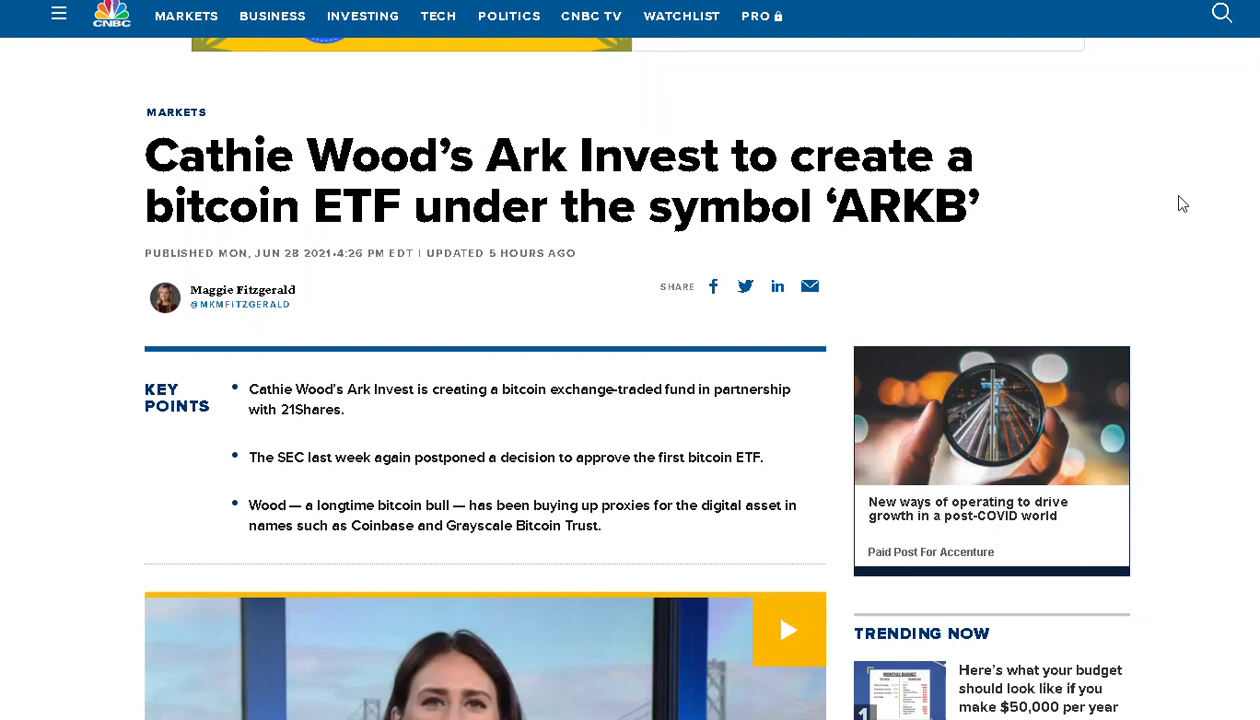 CNBC
MARKETS
BUSINESS
INVESTING
TECH
POLITICS
CNBC TV
WATCHLIST
PRO
MARKETS
Cathie Wood’s Ark Invest to create a
bitcoin ETF under the symbol ‘ARKB’
PUBLISHED MON, JUN 28 2021•4:26 PM EDT | UPDATED 5 HOURS AGO
Maggie Fitzgerald
@MKMFITZGERALD
SHARE
KEY
POINTS
Cathie Wood’s Ark Invest is creating a bitcoin exchange-traded fund in partnership
with 21Shares.
The SEC last week again postponed a decision to approve the first bitcoin ETF.
Wood — a longtime bitcoin bull — has been buying up proxies for the digital asset in
names such as Coinbase and Grayscale Bitcoin Trust.
New ways of operating to drive
growth in a post-COVID world
Paid Post For Accenture
TRENDING NOW
MONTHLY BUDGET
1
Here’s what your budget
should look like if you
make $50,000 per year